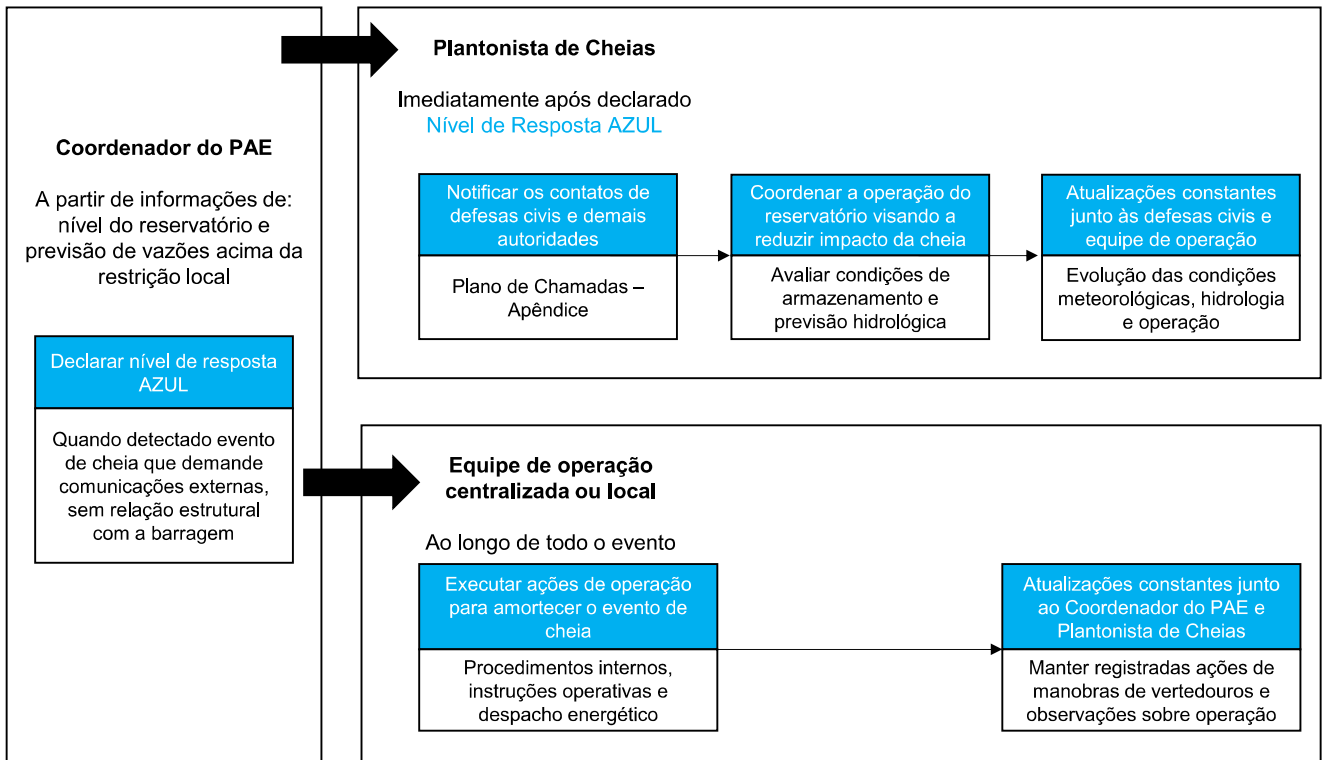 Coordenador do PAE
A partir de informações de:
nível do reservatório e
previsão de vazões acima da
restrição local
Declarar nível de resposta
AZUL
Quando detectado evento
de cheia que demande
comunicações externas,
sem relação estrutural
com a barragem
Plantonista de Cheias
Imediatamente após declarado
Nível de Resposta AZUL
Notificar os contatos de
defesas civis e demais
autoridades
Plano de Chamadas –
Apêndice
Coordenar a operação do
reservatório visando a
reduzir impacto da cheia
Avaliar condições de
armazenamento e
previsão hidrológica
Atualizações constantes
junto às defesas civis e
equipe de operação
Evolução das condições
meteorológicas, hidrologia
e operação
Equipe de operação
centralizada ou local
Ao longo de todo o evento
Executar ações de operação
para amortecer o evento de
cheia
Procedimentos internos,
instruções operativas e
despacho energético
Atualizações constantes junto
ao Coordenador do PAE e
Plantonista de Cheias
Manter registradas ações de
manobras de vertedouros e
observações sobre operação